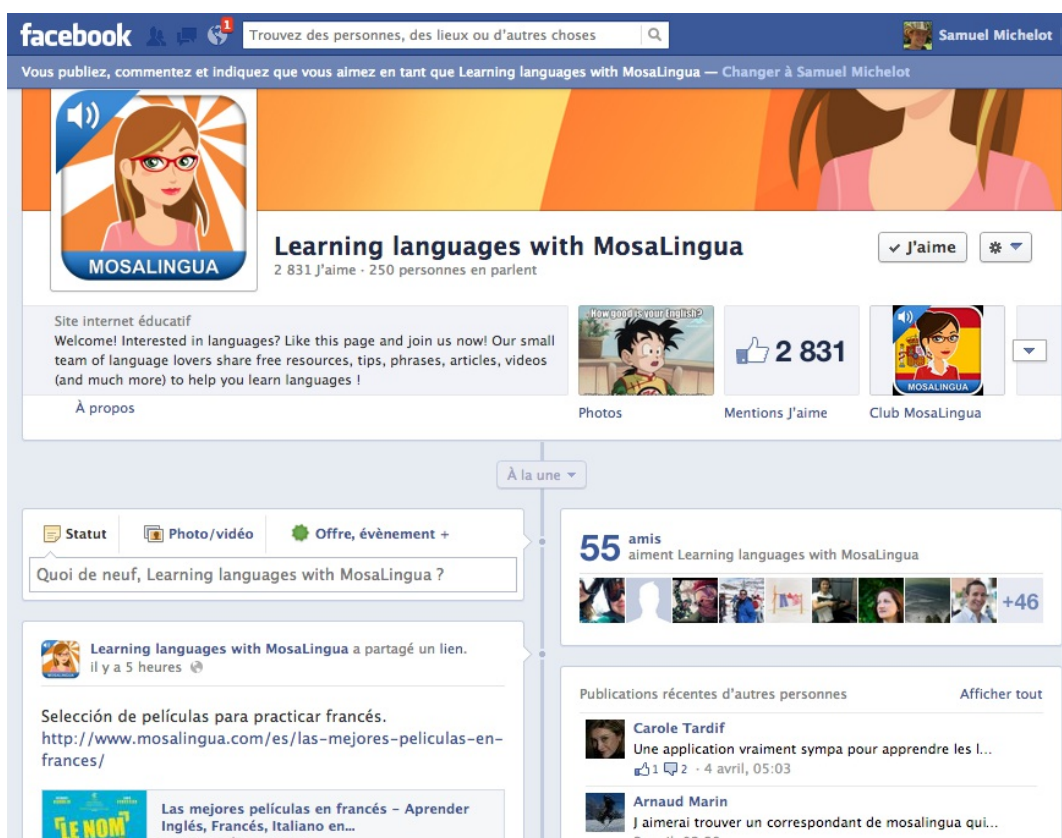 facebook
1
Trouvez des personnes, des lieux ou d'autres choses
Samuel Michelot
Vous publiez, commentez et indiquez que vous aimez en tant que Learning languages with MosaLingua — Changer à Samuel Michelot
MOSALINGUA
Learning languages with MosaLingua
2 831 J'aime · 250 personnes en parlent
J'aime
Site internet éducatif
Welcome! Interested in languages? Like this page and join us now! Our small
team of language lovers share free resources, tips, phrases, articles, videos
(and much more) to help you learn languages !
À propos
How good is your English?
Photos
2 831
Mentions J'aime
MOSALINGUA
Club MosaLingua
À la une
Statut
Photo/vidéo
Offre, évènement +
Quoi de neuf, Learning languages with MosaLingua ?
55 amis
aiment Learning languages with MosaLingua
+46
Learning languages with MosaLingua a partagé un lien.
il y a 5 heures
Selección de películas para practicar francés.
http://www.mosalingua.com/es/las-mejores-peliculas-en-
frances/
LE NOM
Las mejores películas en francés – Aprender
Inglés, Francés, Italiano en...
Publications récentes d'autres personnes
Afficher tout
Carole Tardif
Une application vraiment sympa pour apprendre les l...
1 2 · 4 avril, 05:03
Arnaud Marin
J aimerai trouver un correspondant de mosalingua qui...